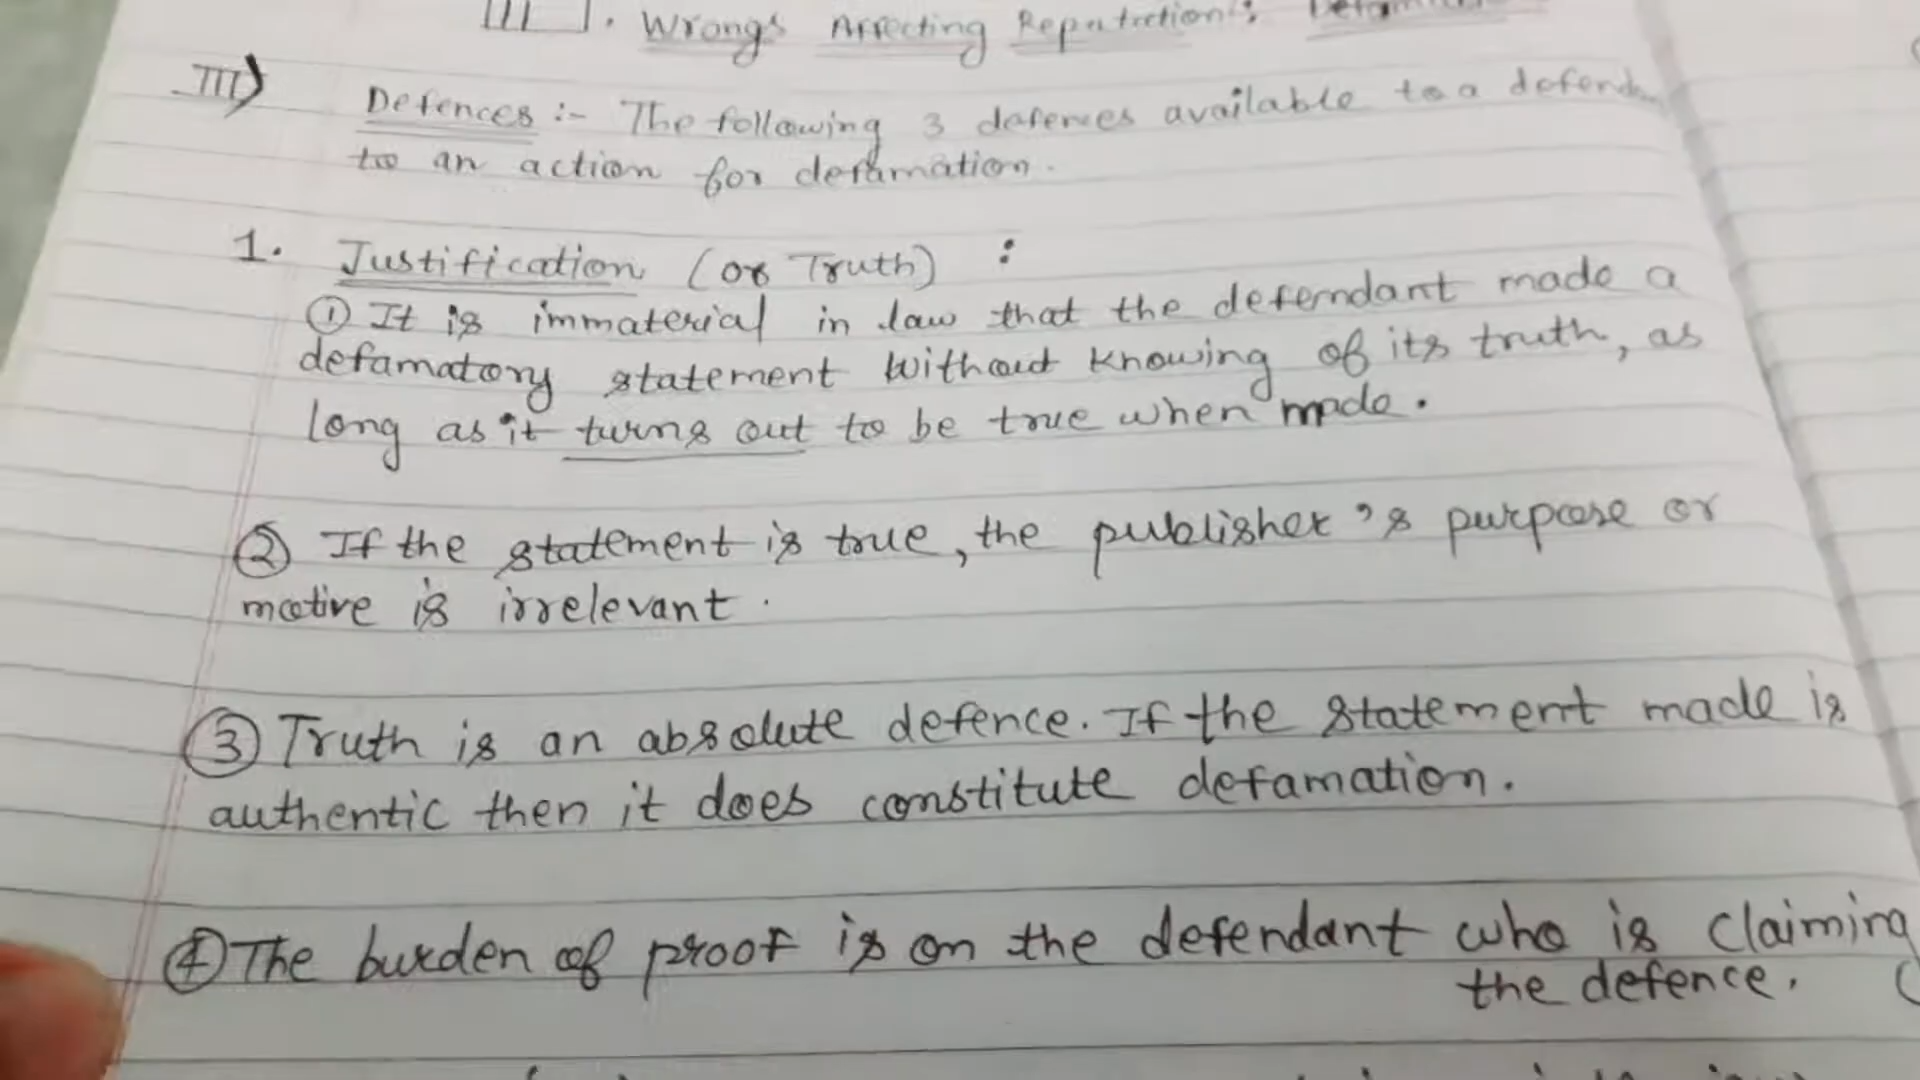 III. Wrongs Affecting Reputation:
III) Defences :- The following 3 defences available to a
to an action for defamation.
1. Justification (or Truth) :
① It is immaterial in law that the defendant made a
defamatory statement without knowing of its truth, as
long as it turns out to be true when made.
② If the statement is true, the publisher's purpose or
motive is irrelevant.
③ Truth is an absolute defence. If the statement made is
authentic then it does constitute defamation.
④ The burden of proof is on the defendant who is claiming
the defence.